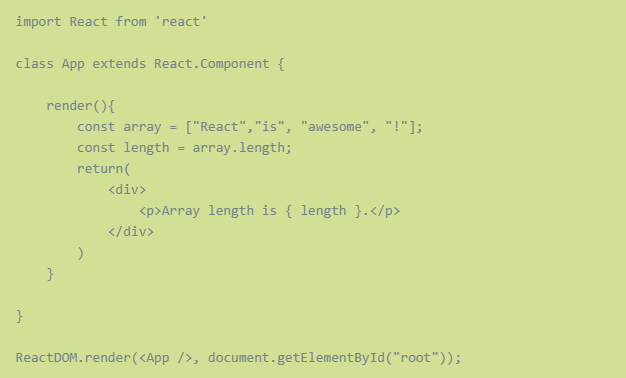 import React from 'react'
class App extends React.Component {
render(){
const array = ["React","is", "awesome", "!"];
const length = array.length;
return(
<div>
<p>Array length is { length }.</p>
</div>
)
}
}
ReactDOM.render(<App />, document.getElementById("root"));